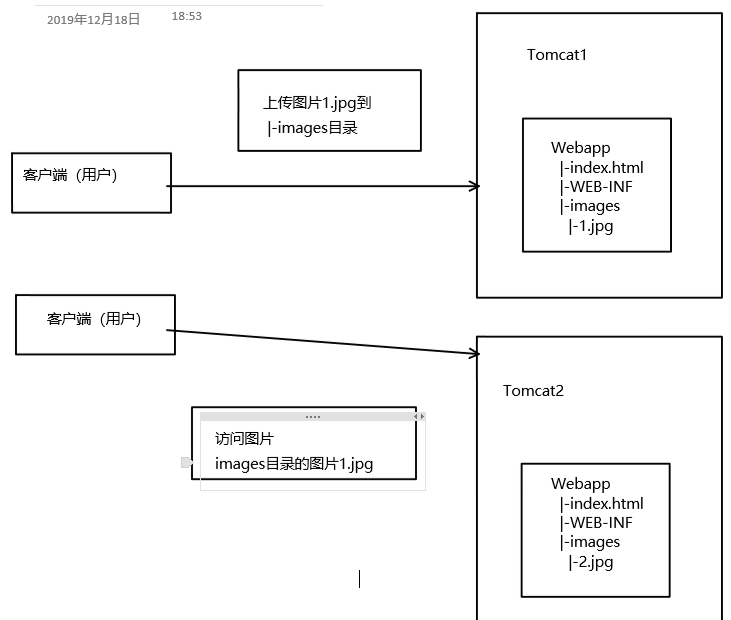 2019年12月18日 18:53
Tomcat1
上传图片1.jpg到
|-images目录
Webapp
|-index.html
|-WEB-INF
|-images
|-1.jpg
客户端（用户）
客户端（用户）
Tomcat2
访问图片
images目录的图片1.jpg
Webapp
|-index.html
|-WEB-INF
|-images
|-2.jpg